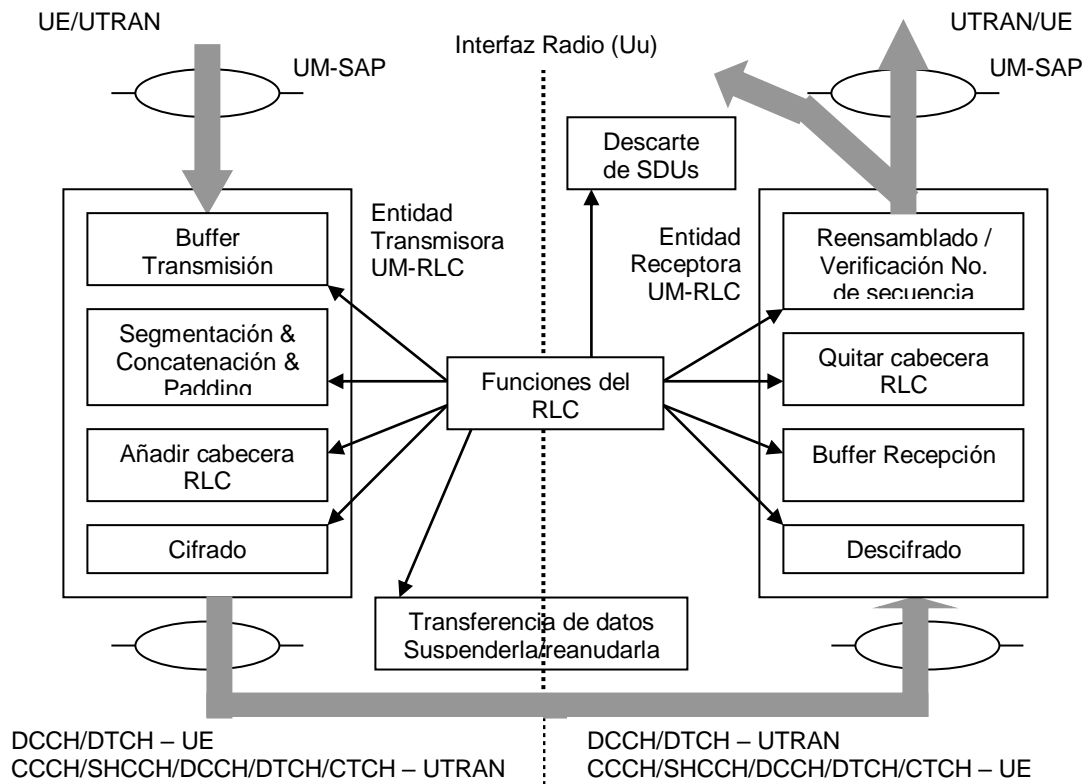 UE/UTRAN
UTRAN/UE
Interfaz Radio (Uu)
UM-SAP
UM-SAP
Descarte
de SDUs
Buffer
Transmisión
Entidad
Transmisora
UM-RLC
Entidad
Receptora
UM-RLC
Reensamblado /
Verificación No.
de secuencia
Segmentación &
Concatenación &
Padding
Funciones del
RLC
Quitar cabecera
RLC
Añadir cabecera
RLC
Buffer Recepción
Cifrado
Descifrado
Transferencia de datos
Suspenderla/reanudarla
DCCH/DTCH – UE
CCCH/SHCCH/DCCH/DTCH/CTCH – UTRAN
DCCH/DTCH – UTRAN
CCCH/SHCCH/DCCH/DTCH/CTCH – UE